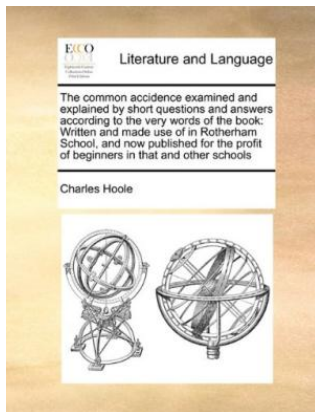 ECCO
Literature and Language
The common accidence examined and
explained by short questions and answers
according to the very words of the book:
Written and made use of in Rotherham
School, and now published for the profit
of beginners in that and other schools
Charles Hoole